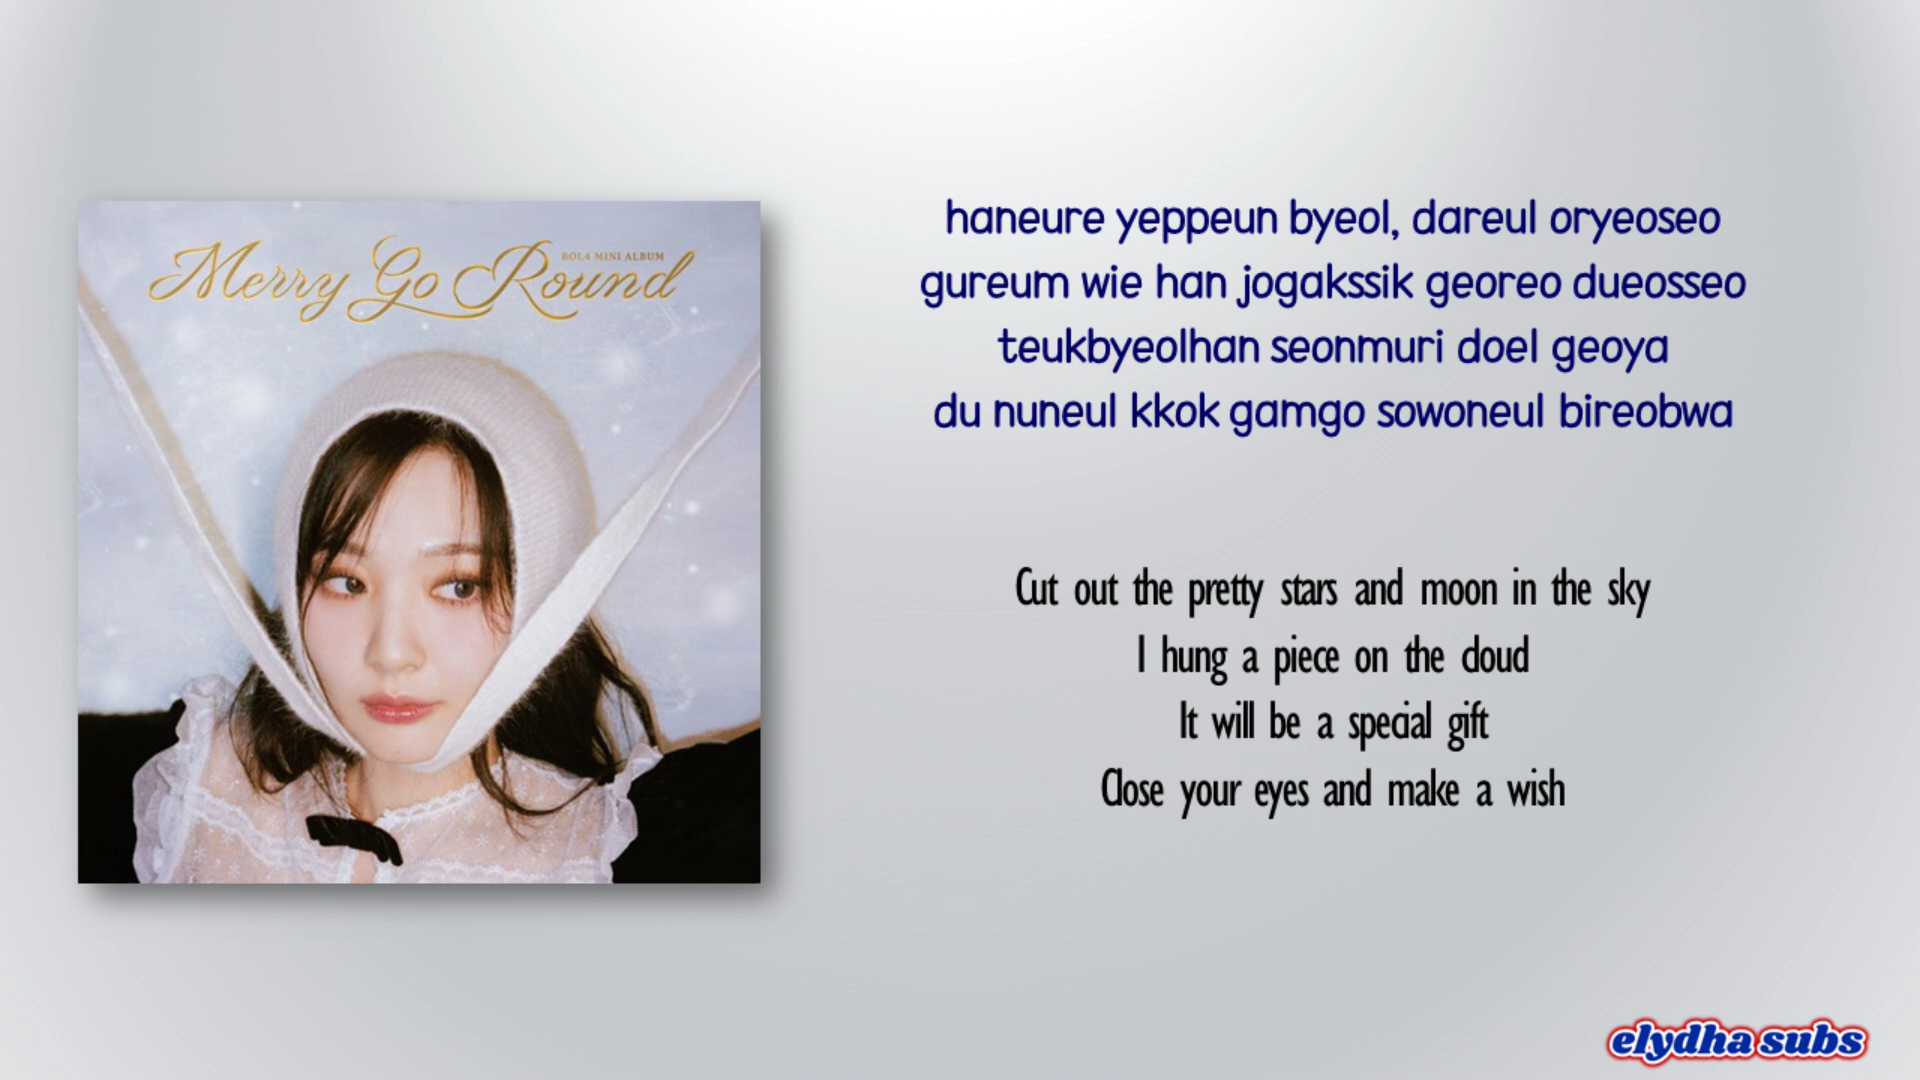 Merry Go Round
BOL4 MINI ALBUM
haneure yeppeun byeol, dareul oryeoseo
gureum wie han jogakssik georeo dueosseo
teukbyeolhan seonmuri doel geoya
du nuneul kkok gamgo sowoneul bireobwa
Cut out the pretty stars and moon in the sky
I hung a piece on the cloud
It will be a special gift
Close your eyes and make a wish
elydha subs